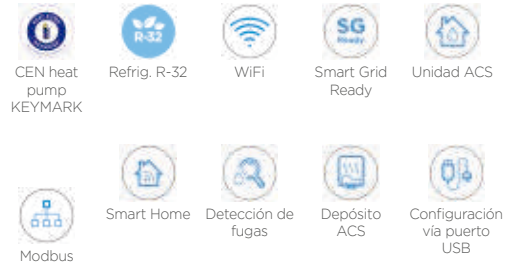 R-32
SG
Ready
CEN heat
pump
KEYMARK
Refrig. R-32
WiFi
Smart Grid
Ready
Unidad ACS
Modbus
Smart Home
Detección de
fugas
Depósito
ACS
Configuración
vía puerto
USB